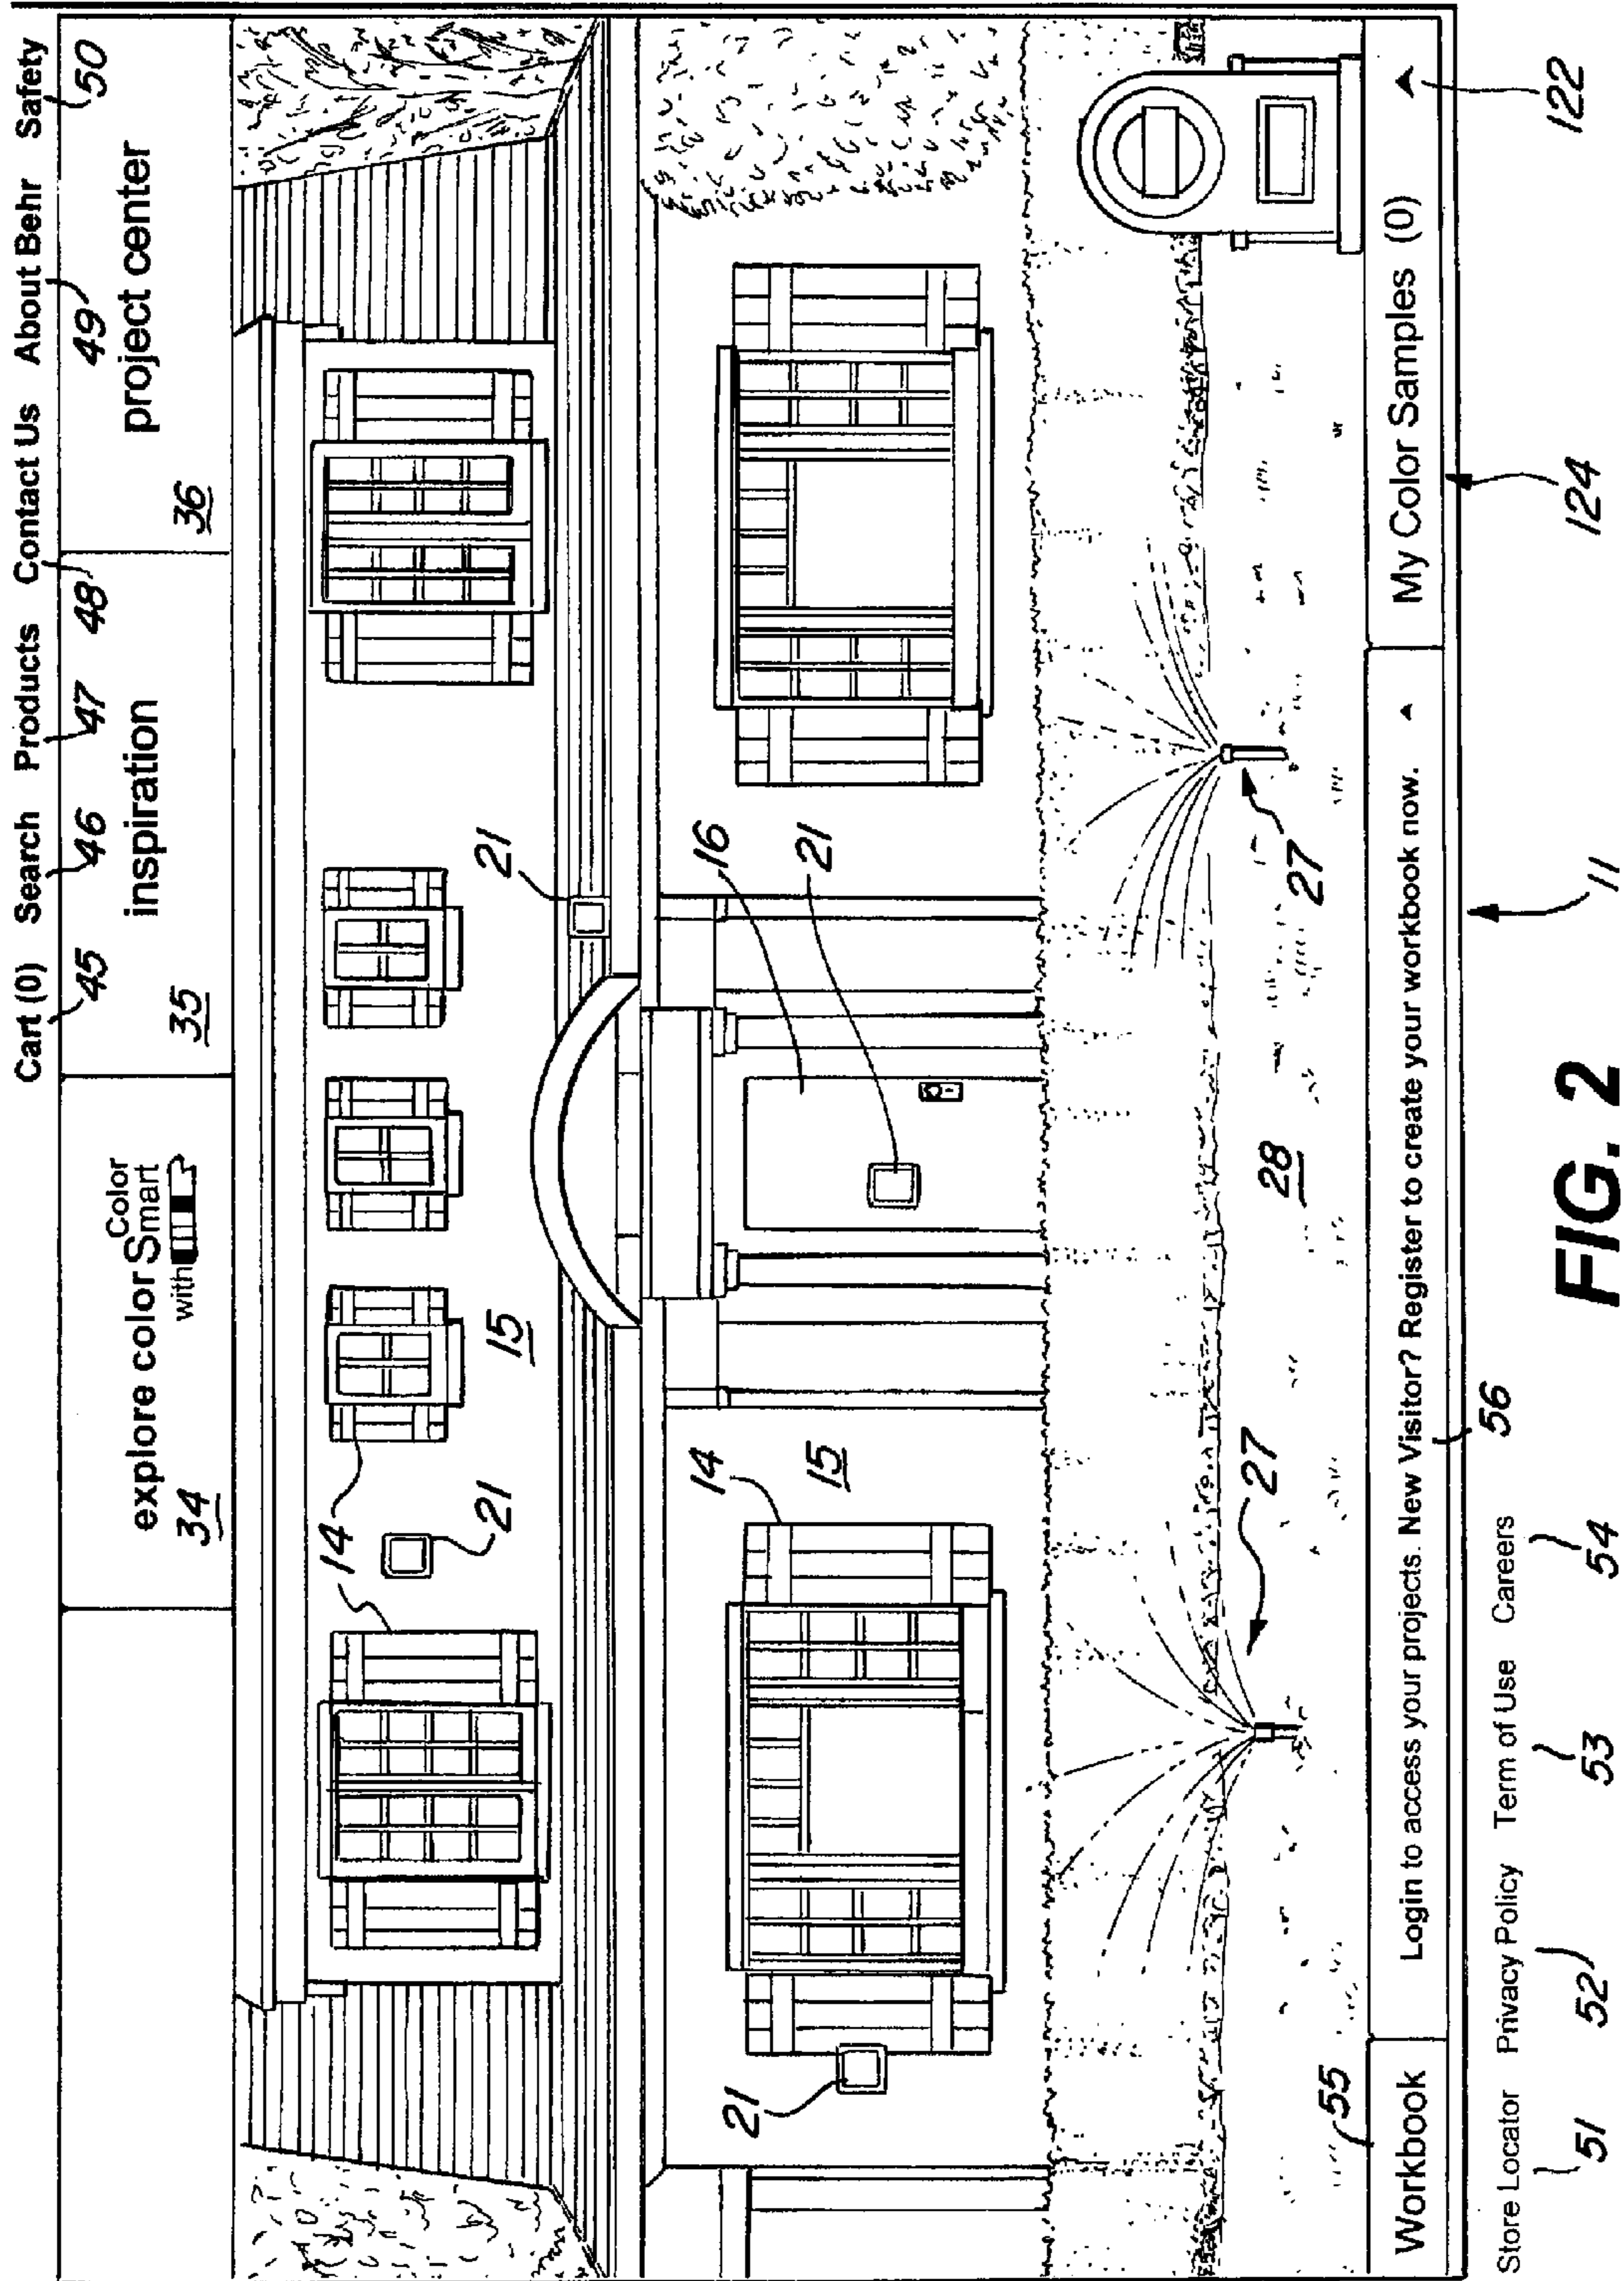 Cart (0) Search Products Contact Us About Behr Safety
45 46 47 48 49 50
explore color
with
Color
Smart
34
inspiration
35
project center
36
14
14
21
15
21
14
15
16
21
21
28
27
27
55
Workbook
Login to access your projects. New Visitor? Register to create your workbook now.
My Color Samples (0)
56
11
124
122
Store Locator Privacy Policy Term of Use Careers
51 52 53 54
FIG. 2